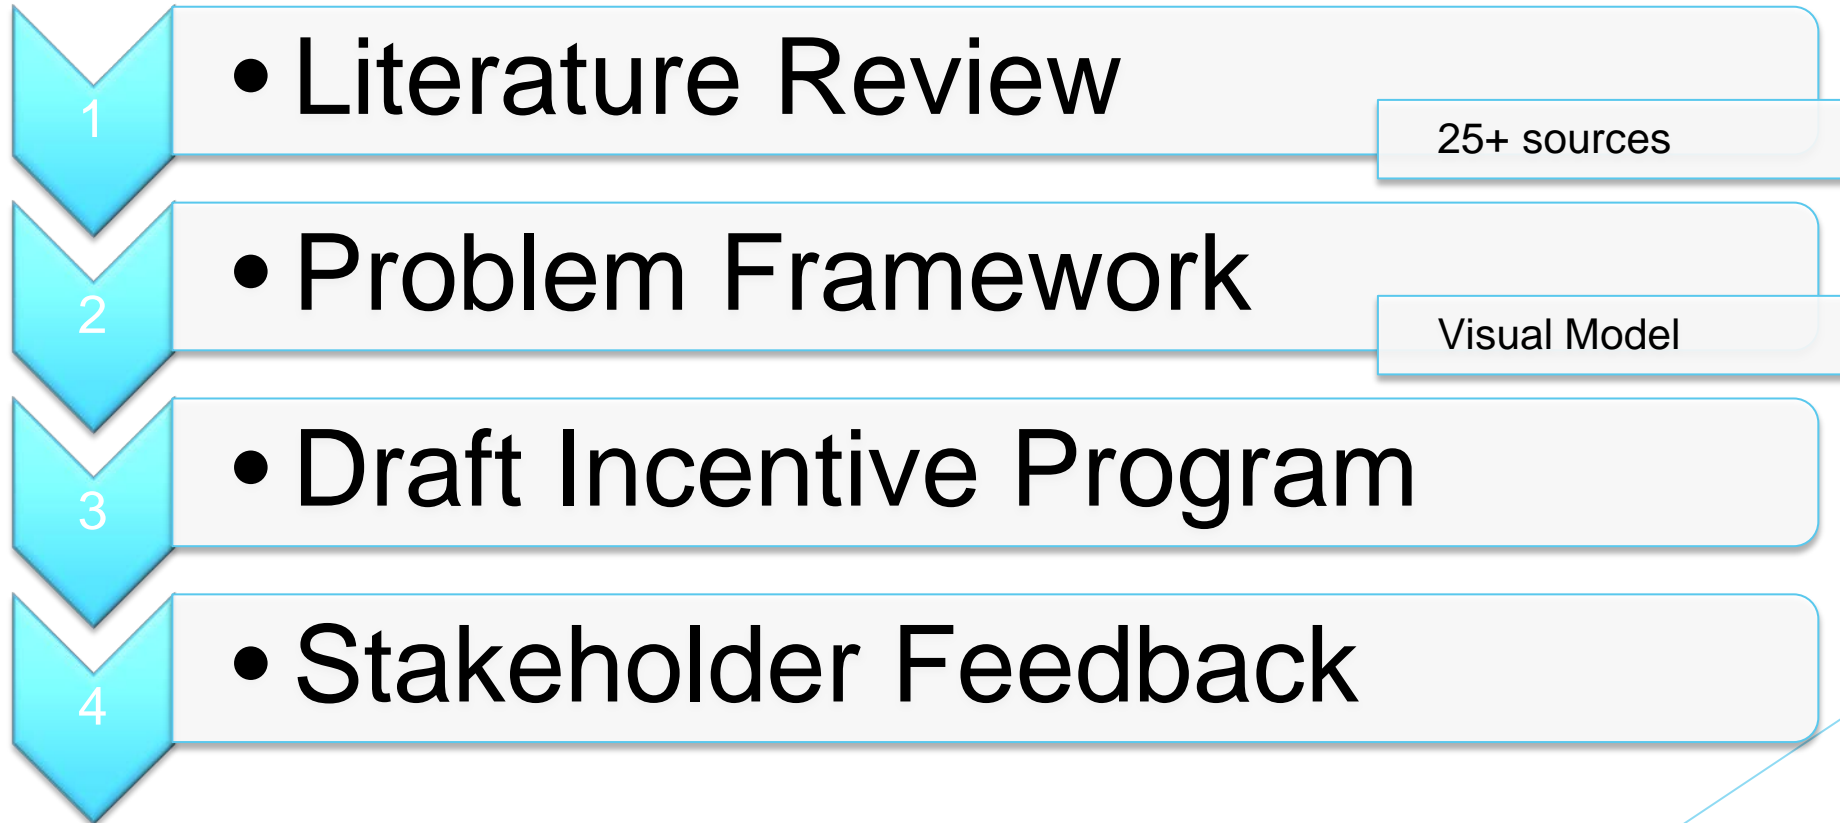 1
• Literature Review
25+ sources
2
• Problem Framework
Visual Model
3
• Draft Incentive Program
4
• Stakeholder Feedback